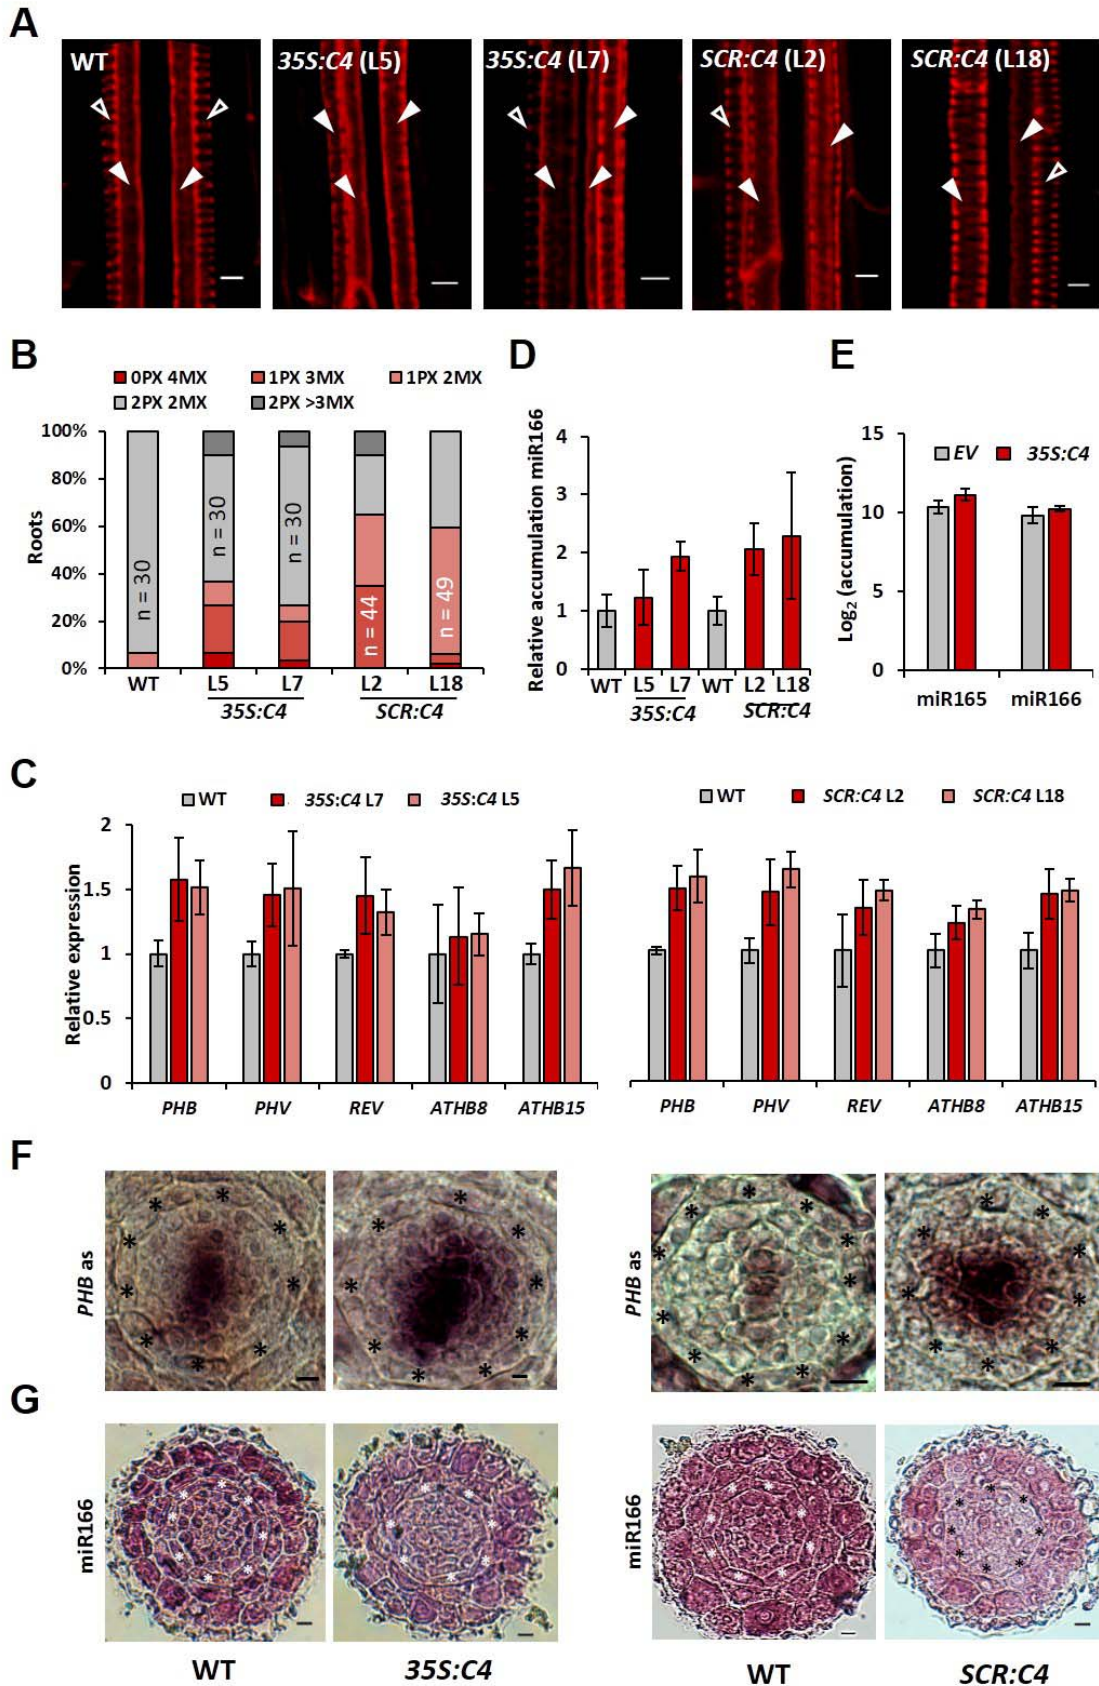 A
WT
35S:C4 (L5)
35S:C4 (L7)
SCR:C4 (L2)
SCR:C4 (L18)
B
0PX 4MX
1PX 3MX
1PX 2MX
2PX 2MX
2PX >3MX
Roots
100%
80%
60%
40%
20%
0%
n = 30
n = 30
n = 30
n = 44
n = 49
WT
L5
L7
L2
L18
35S:C4
SCR:C4
D
Relative accumulation miR166
4
3
2
1
0
WT
L5
L7
WT
L2
L18
35S:C4
SCR:C4
E
Log2 (accumulation)
15
10
5
0
EV
35S:C4
miR165
miR166
C
WT
35S:C4 L7
35S:C4 L5
Relative expression
2
1.5
1
0.5
0
PHB
PHV
REV
ATHB8
ATHB15
WT
SCR:C4 L2
SCR:C4 L18
PHB
PHV
REV
ATHB8
ATHB15
F
PHB as
PHB as
G
miR166
miR166
WT
35S:C4
WT
SCR:C4